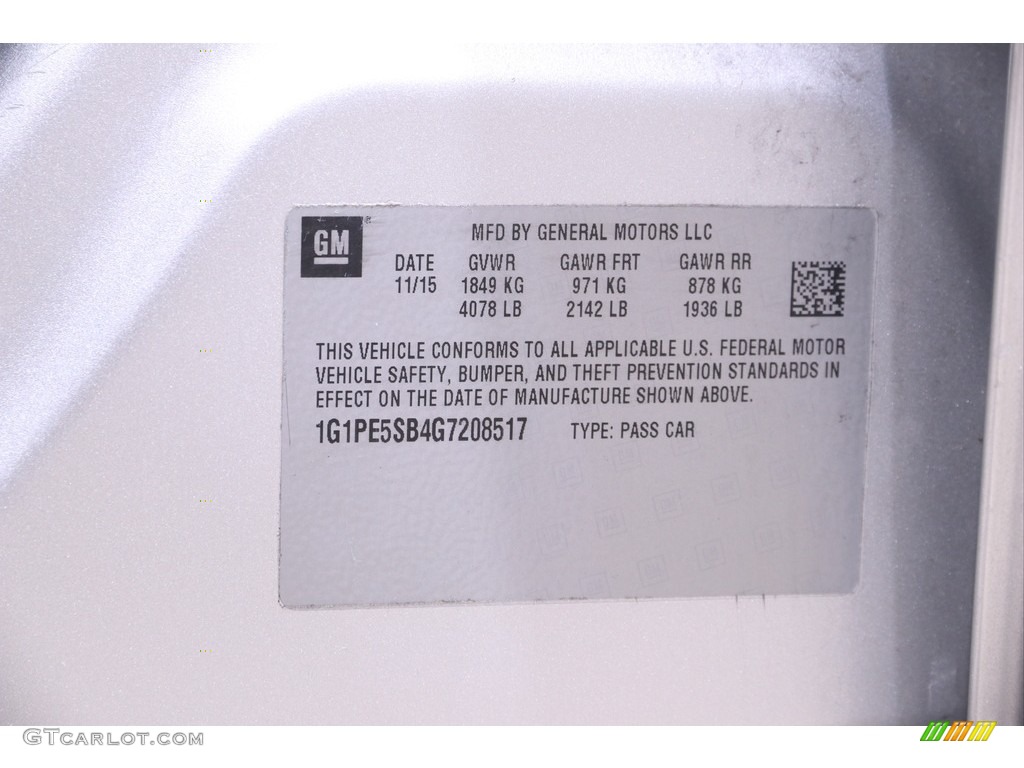 GM
MFD BY GENERAL MOTORS LLC
DATE GVWR GAWR FRT GAWR RR
11/15 1849 KG 971 KG 878 KG
4078 LB 2142 LB 1936 LB
THIS VEHICLE CONFORMS TO ALL APPLICABLE U.S. FEDERAL MOTOR
VEHICLE SAFETY, BUMPER, AND THEFT PREVENTION STANDARDS IN
EFFECT ON THE DATE OF MANUFACTURE SHOWN ABOVE.
1G1PE5SB4G7208517 TYPE: PASS CAR
GTCARLOT.COM